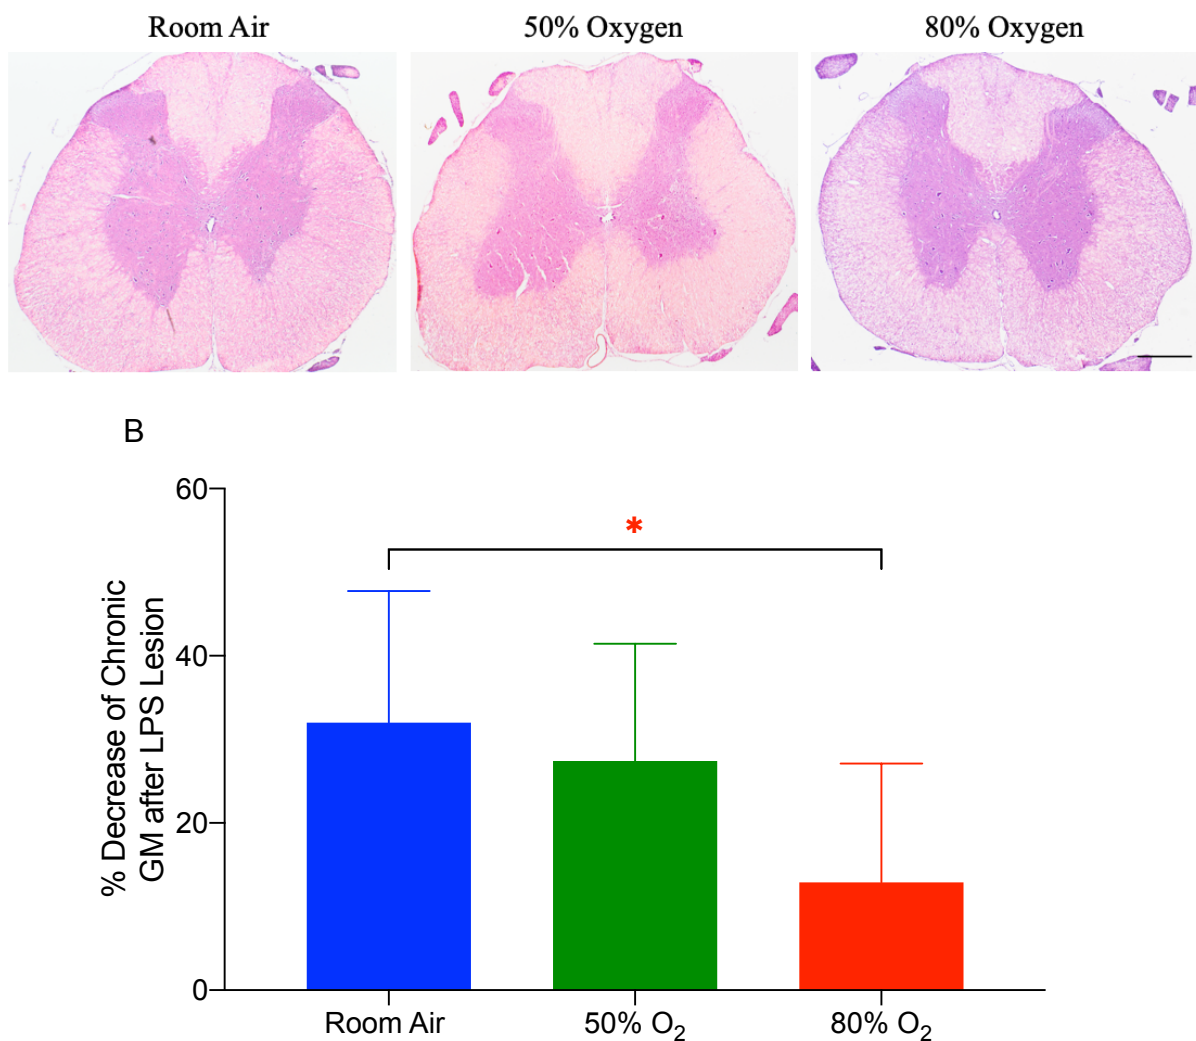 Room Air
50% Oxygen
80% Oxygen
B
60
40
20
0
% Decrease of Chronic
GM after LPS Lesion
*
Room Air
50% O₂
80% O₂